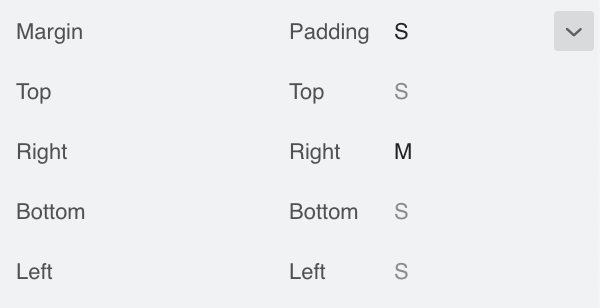 Margin Padding S
Top Top S
Right Right M
Bottom Bottom S
Left Left S